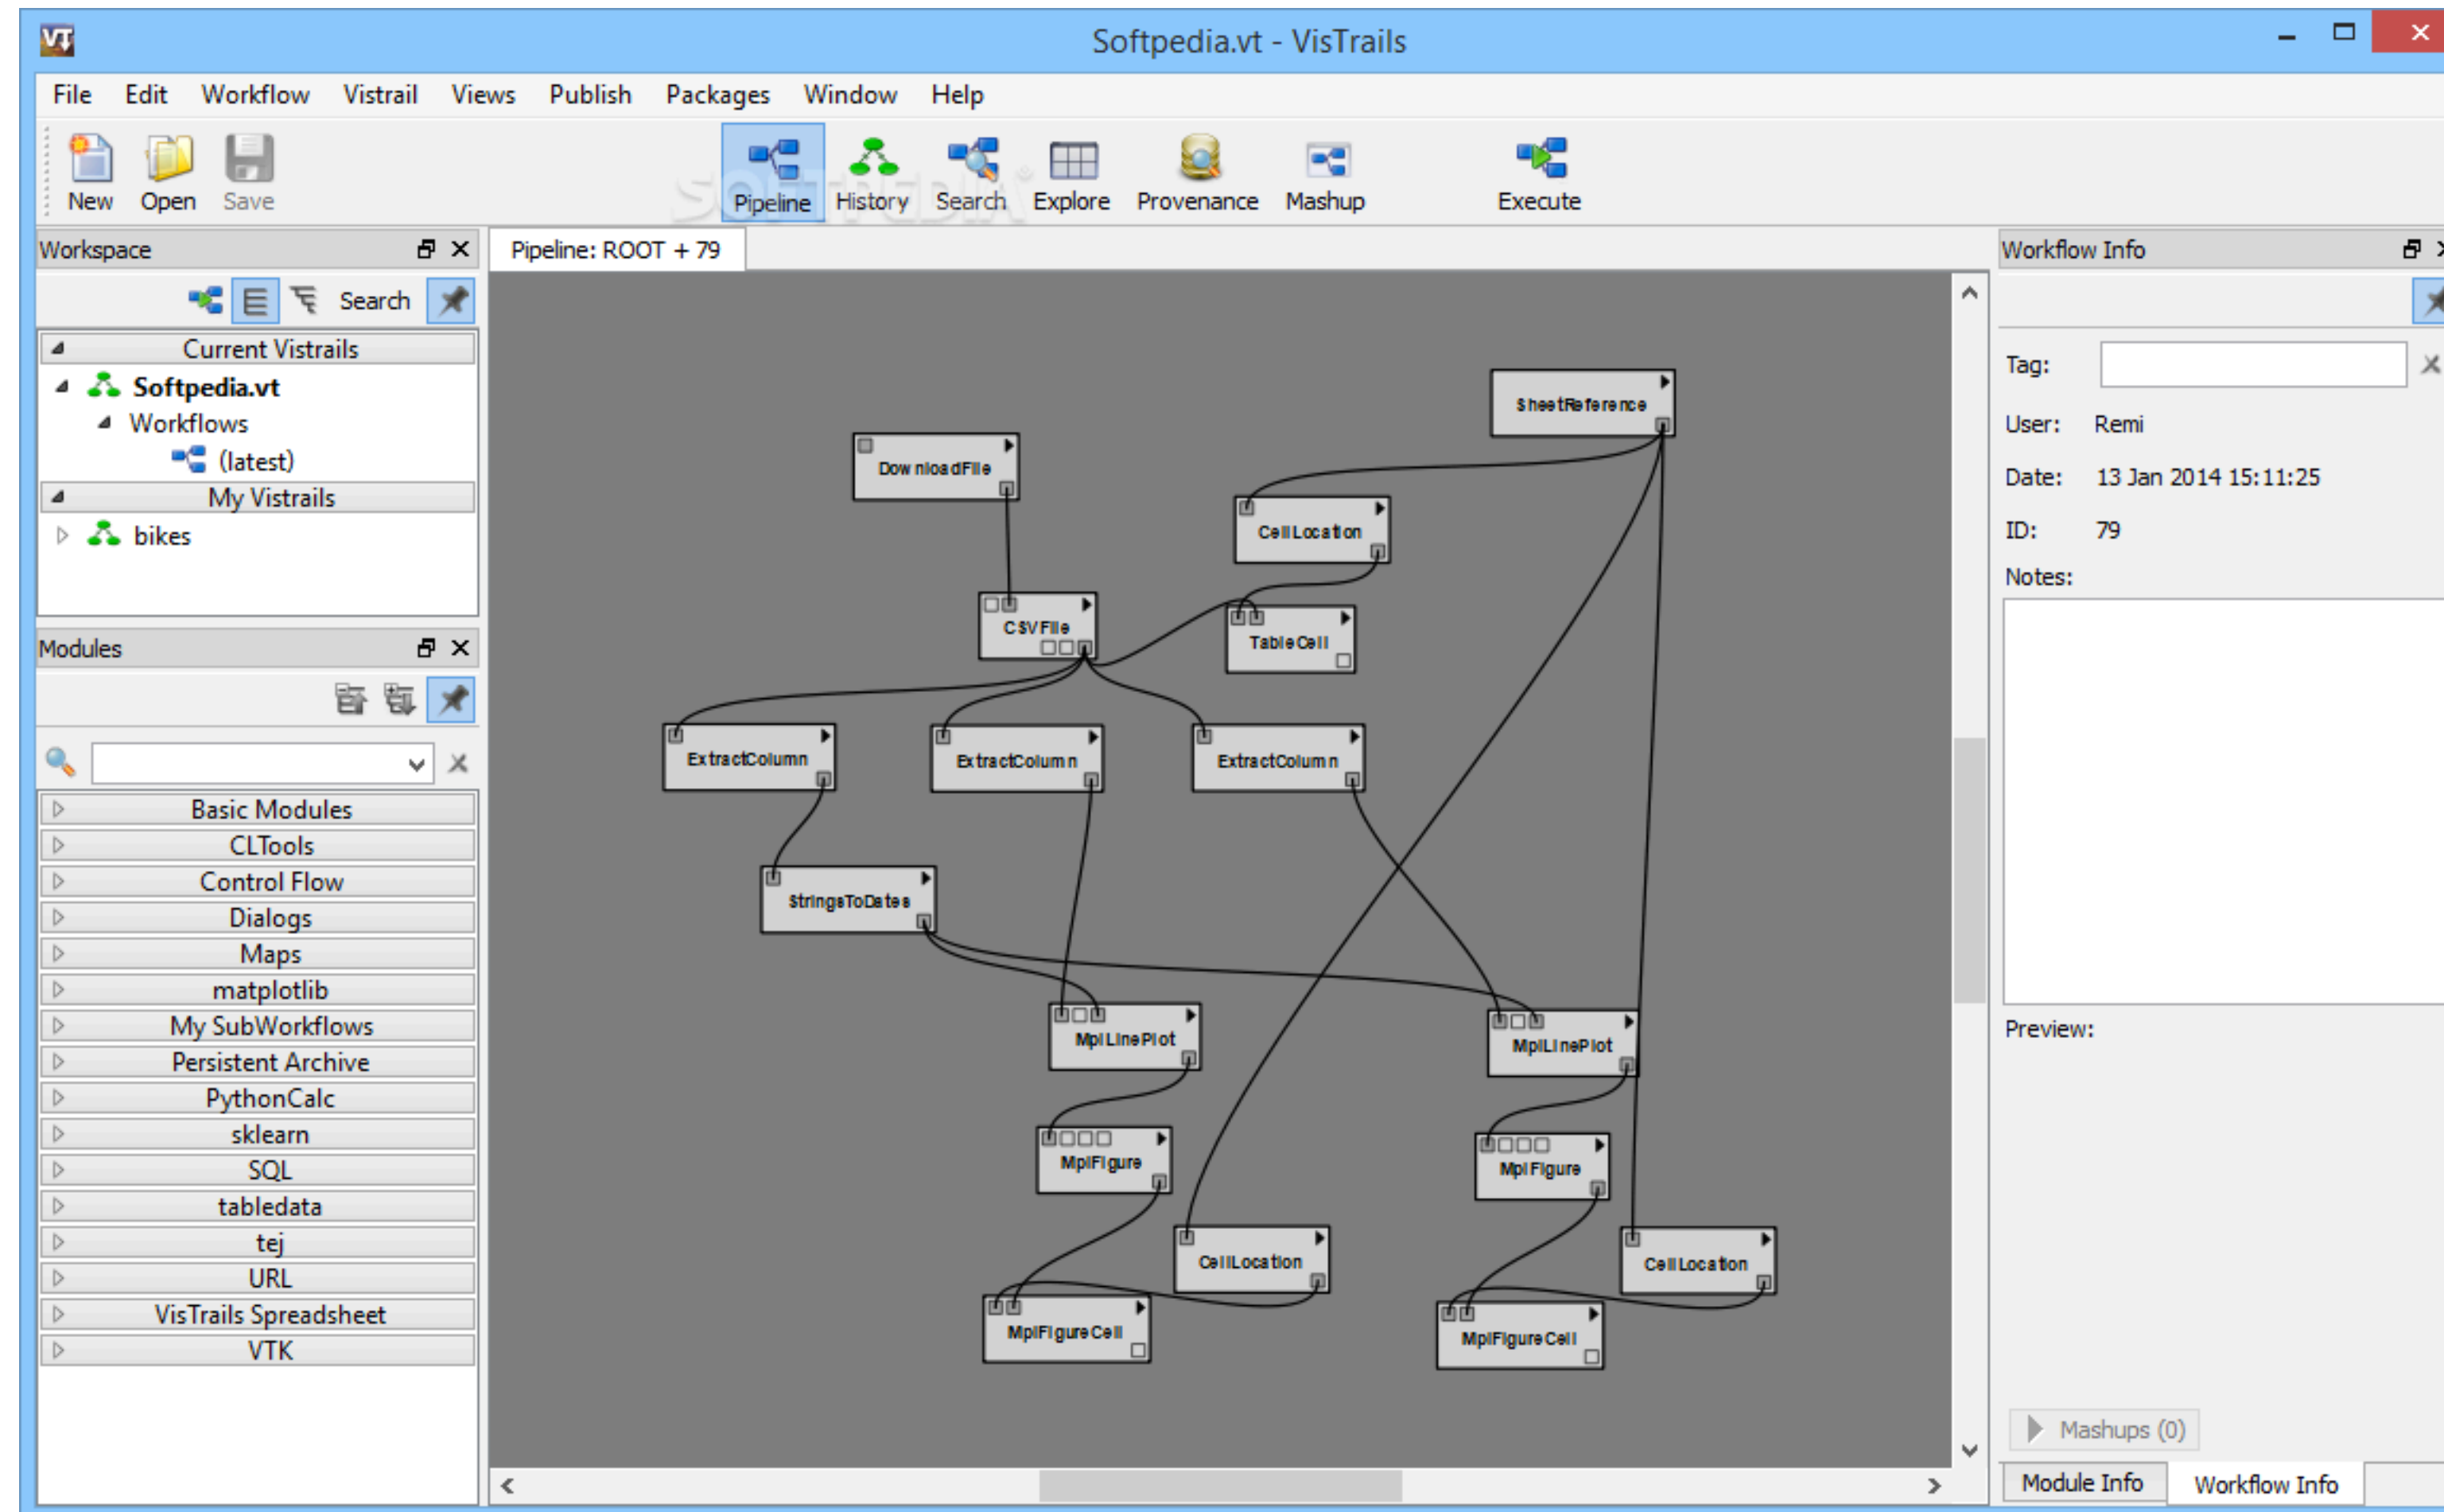 VT
Softpedia.vt - VisTrails
File Edit Workflow Vistrail Views Publish Packages Window Help
New Open Save Pipeline History Search Explore Provenance Mashup Execute
SOFTPEDIA®
Workspace
Pipeline: ROOT + 79
Workflow Info
Search
Current Vistrails
Softpedia.vt
Workflows
(latest)
My Vistrails
bikes
Modules
Basic Modules
CLTools
Control Flow
Dialogs
Maps
matplotlib
My SubWorkflows
Persistent Archive
PythonCalc
sklearn
SQL
tabledata
tej
URL
VisTrails Spreadsheet
VTK
SheetReference
DownloadFile
CellLocation
CSVFile
TableCell
ExtractColumn
ExtractColumn
ExtractColumn
StringsToDates
MplLinePlot
MplLinePlot
MplFigure
MplFigure
CellLocation
CellLocation
MplFigureCell
MplFigureCell
Tag:
User: Remi
Date: 13 Jan 2014 15:11:25
ID: 79
Notes:
Preview:
Mashups (0)
Module Info Workflow Info